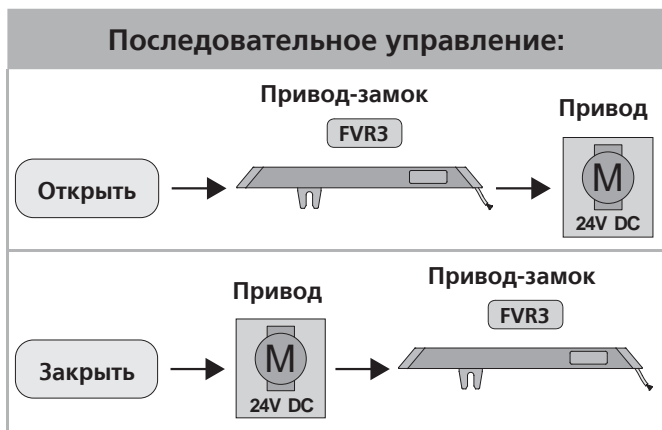 Последовательное управление:
Привод-замок
Привод
FVR3
Открыть
M
24V DC
Привод-замок
Привод
FVR3
Закрыть
M
24V DC